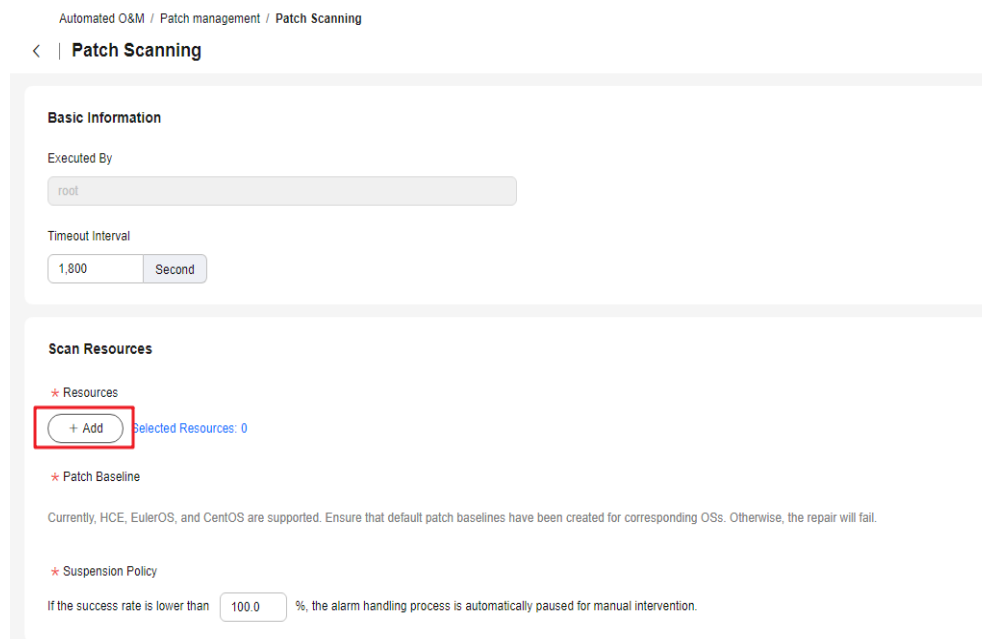 Automated O&M / Patch management / Patch Scanning
Patch Scanning
Basic Information
Executed By
root
Timeout Interval
1,800 Second
Scan Resources
* Resources
+ Add Selected Resources: 0
* Patch Baseline
Currently, HCE, EulerOS, and CentOS are supported. Ensure that default patch baselines have been created for corresponding OSs. Otherwise, the repair will fail.
* Suspension Policy
If the success rate is lower than 100.0 %, the alarm handling process is automatically paused for manual intervention.